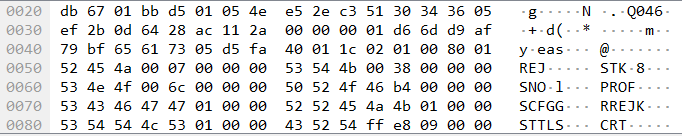 0020 db 67 01 bb d5 01 05 4e e5 2e c3 51 30 34 36 05 ·g·····N ·.·Q046·
0030 ef 2b 0d 64 28 ac 11 2a 00 00 00 01 d6 6d d9 af ·+·d(··* ·····m··
0040 79 bf 65 61 73 05 d5 fa 40 01 1c 02 01 00 80 01 y·eas··· @·······
0050 52 45 4a 00 07 00 00 00 53 54 4b 00 38 00 00 00 REJ····· STK·8···
0060 53 4e 4f 00 6c 00 00 00 50 52 4f 46 b4 00 00 00 SNO·l··· PROF····
0070 53 43 46 47 47 01 00 00 52 52 45 4a 4b 01 00 00 SCFGG··· RREJK···
0080 53 54 54 4c 53 01 00 00 43 52 54 ff e8 09 00 00 STTLS··· CRT·····